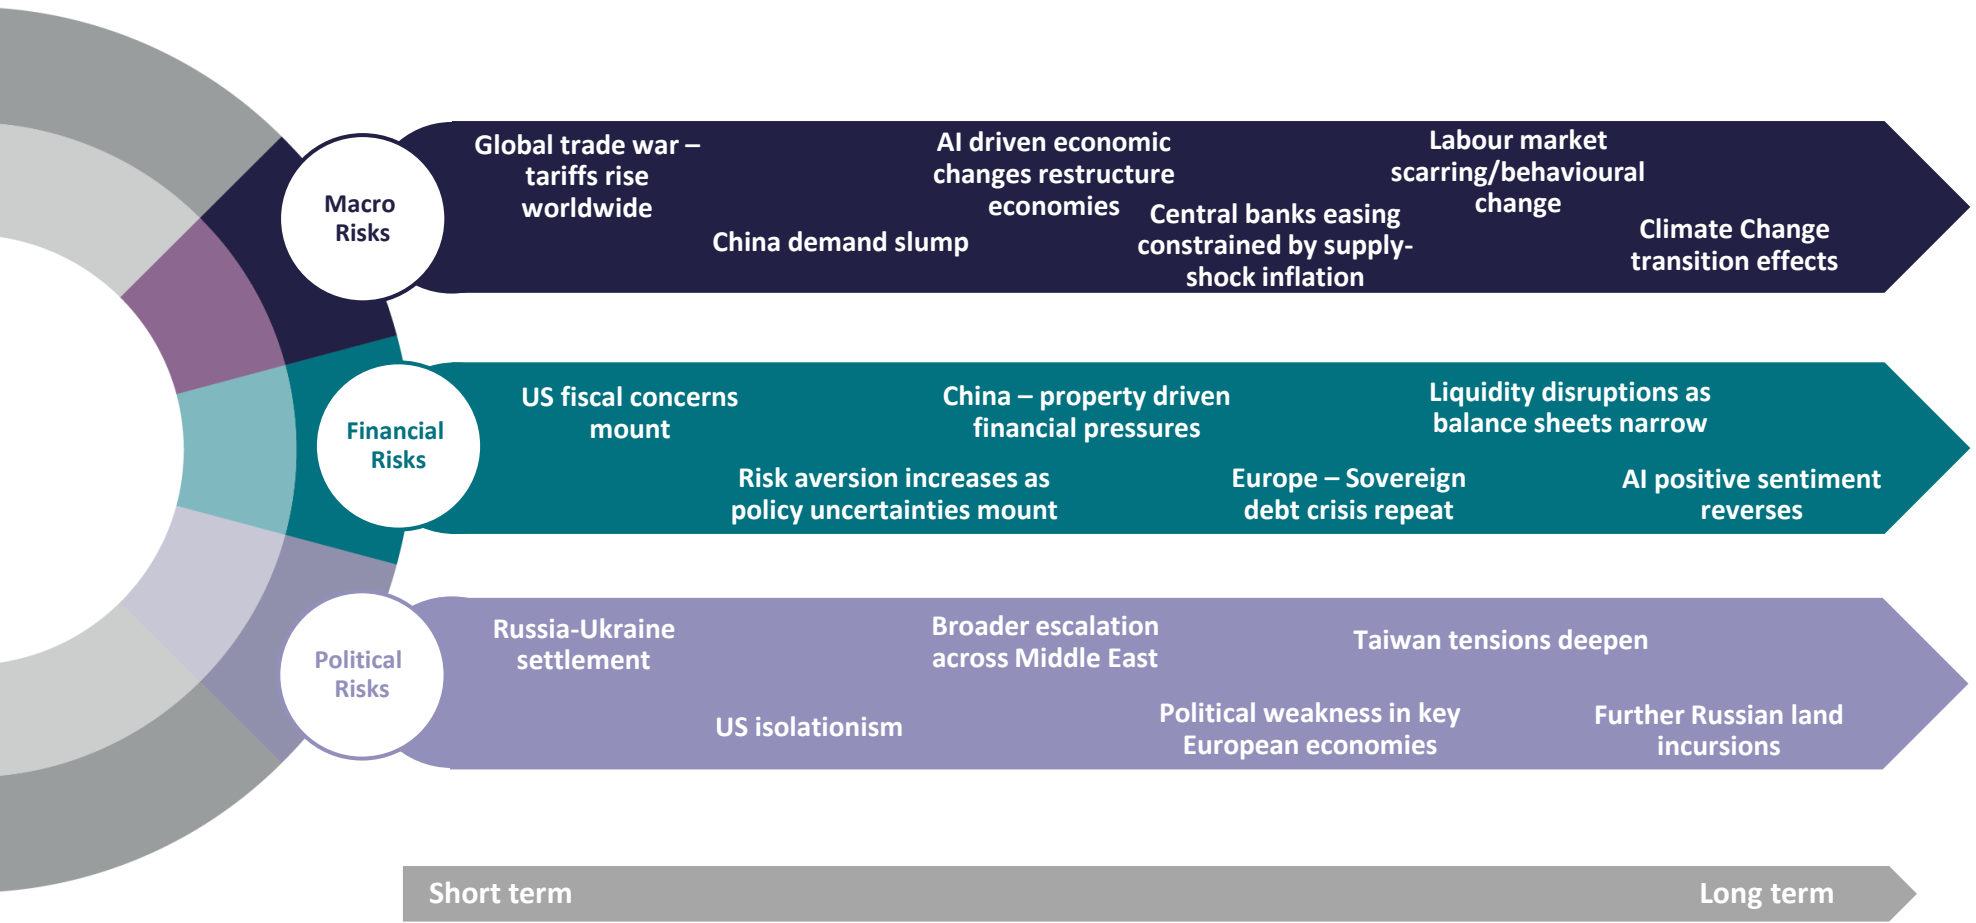 Macro
Risks
Global trade war –
tariffs rise
worldwide
China demand slump
AI driven economic
changes restructure
economies
Central banks easing
constrained by supply-
shock inflation
Labour market
scarring/behavioural
change
Climate Change
transition effects
Financial
Risks
US fiscal concerns
mount
Risk aversion increases as
policy uncertainties mount
China – property driven
financial pressures
Europe – Sovereign
debt crisis repeat
Liquidity disruptions as
balance sheets narrow
AI positive sentiment
reverses
Political
Risks
Russia-Ukraine
settlement
US isolationism
Broader escalation
across Middle East
Political weakness in key
European economies
Taiwan tensions deepen
Further Russian land
incursions
Short term
Long term